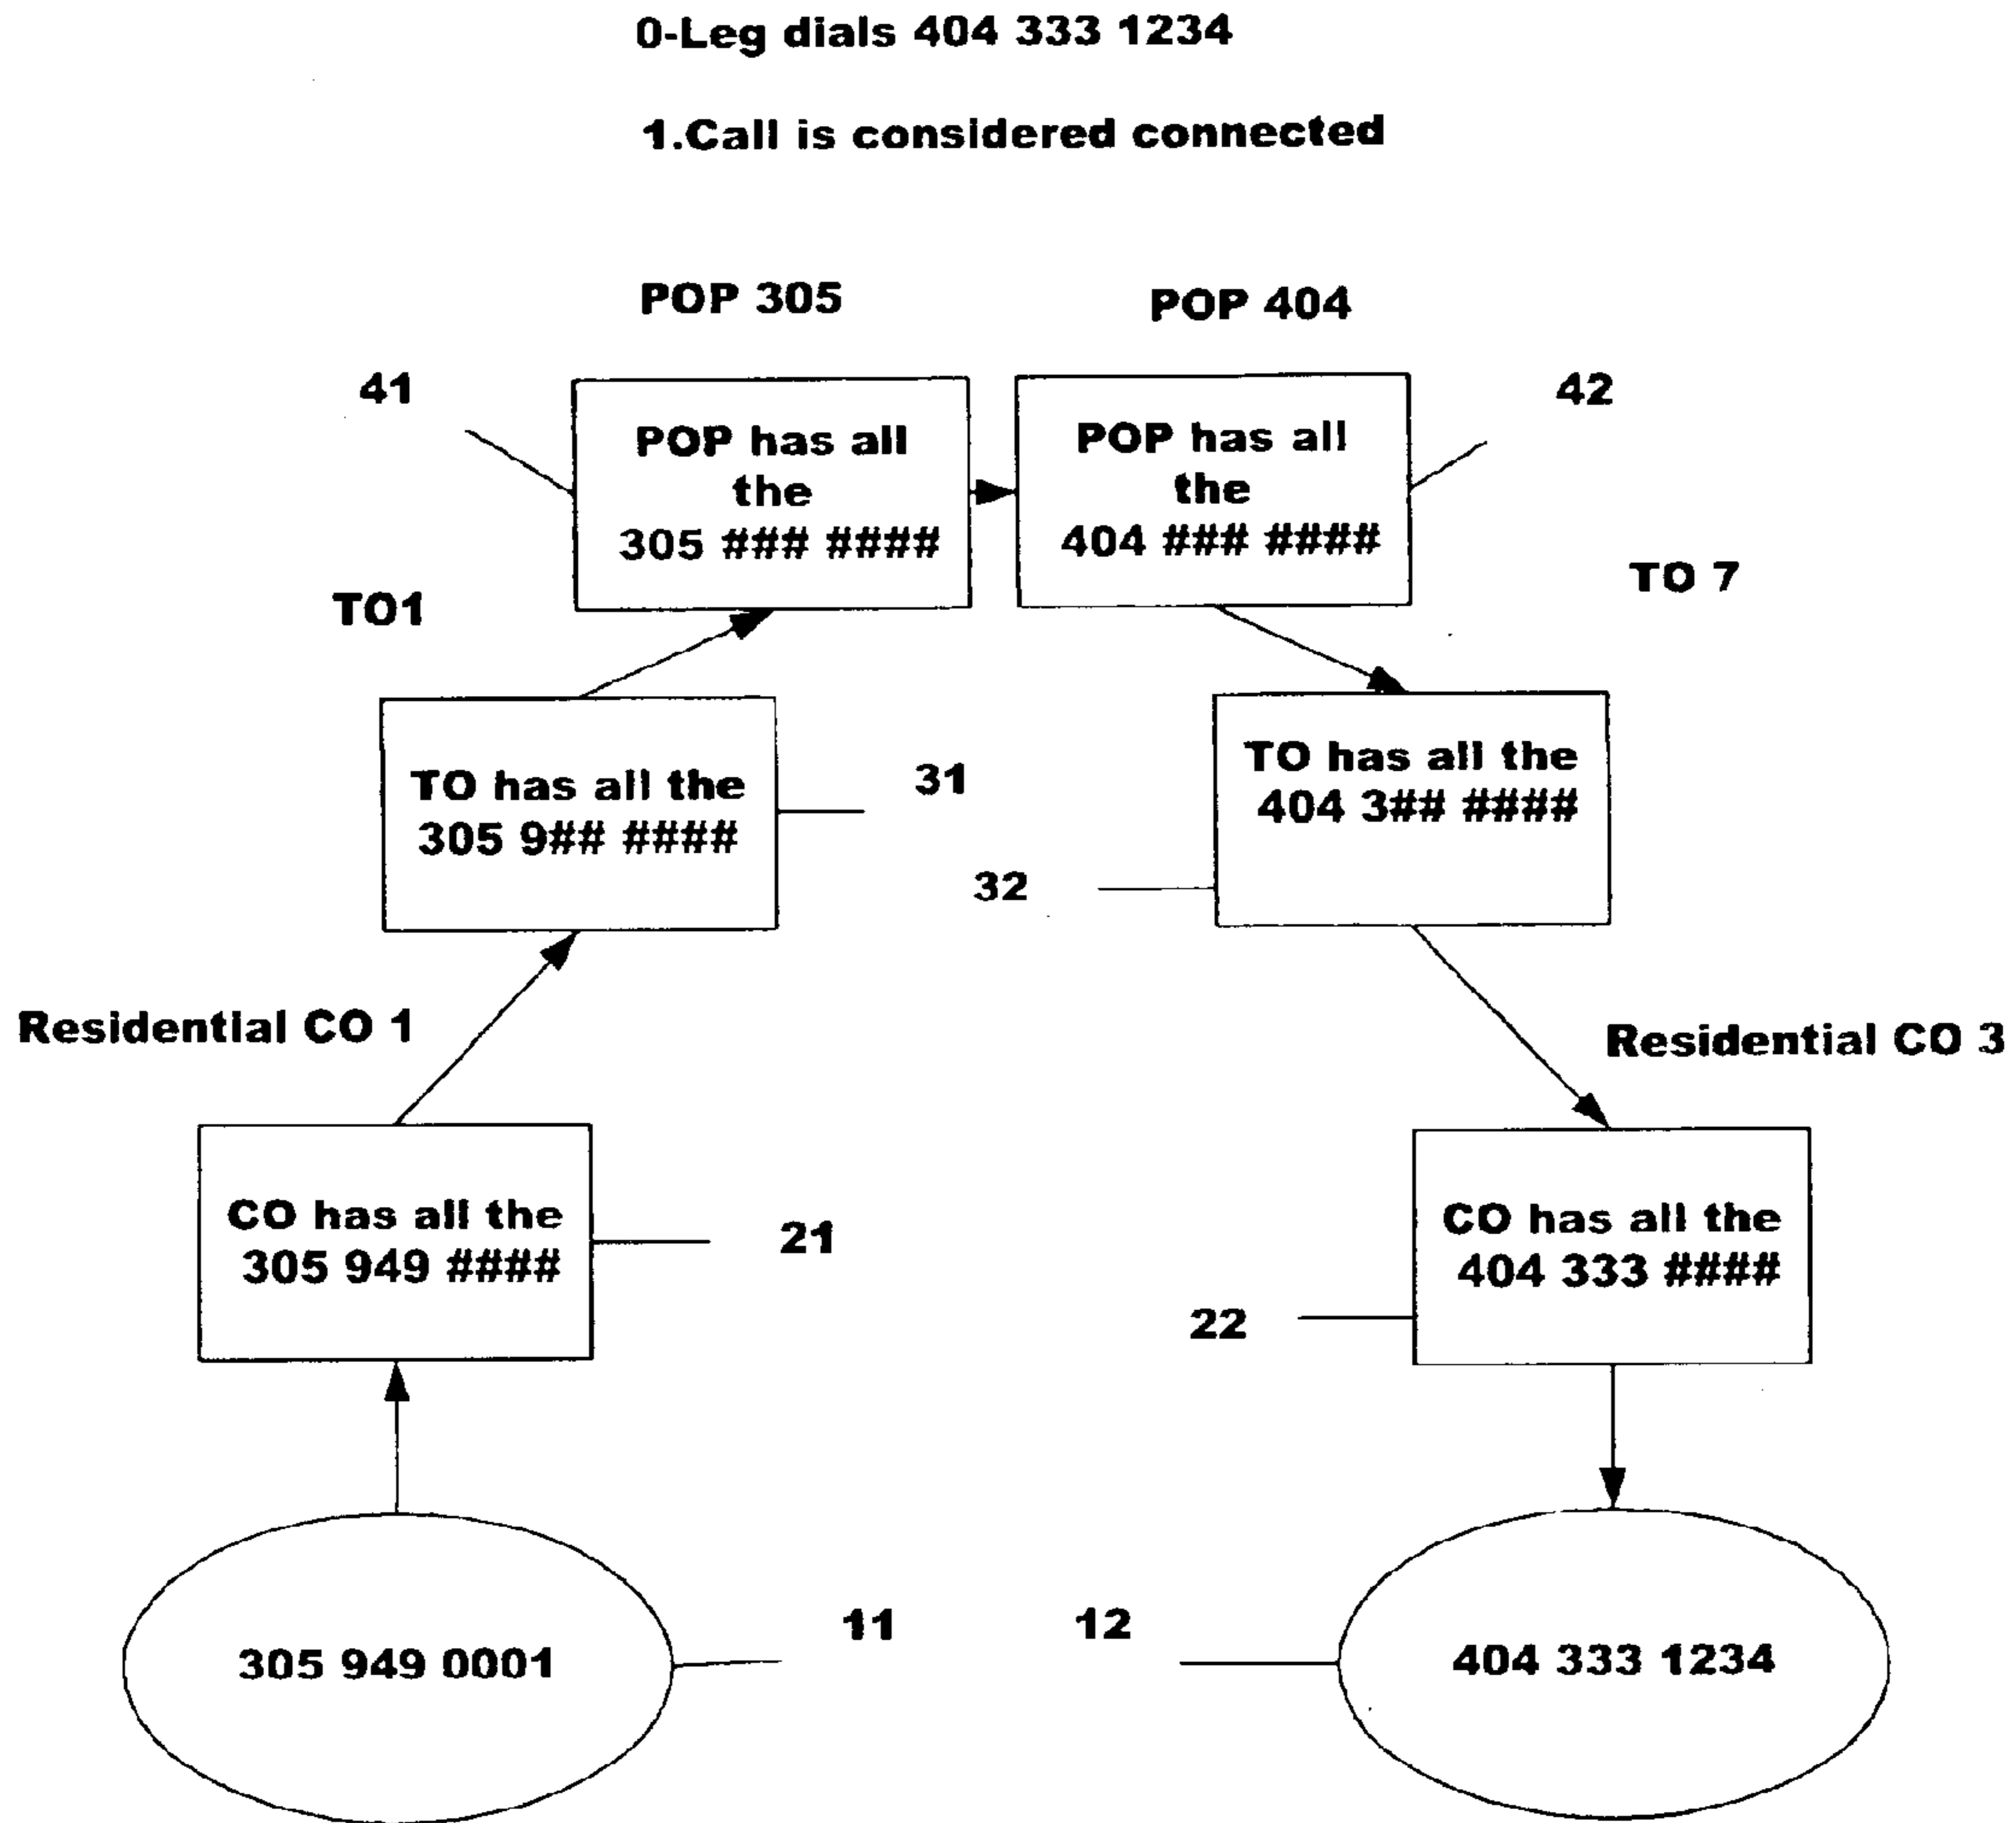 0-Leg dials 404 333 1234
1.Call is considered connected
POP 305
POP 404
41
42
POP has all
the
305 ### ####
POP has all
the
404 ### ####
TO1
TO 7
TO has all the
305 9## ####
31
TO has all the
404 3## ####
32
Residential CO 1
Residential CO 3
CO has all the
305 949 ####
21
CO has all the
404 333 ####
22
11
12
305 949 0001
404 333 1234